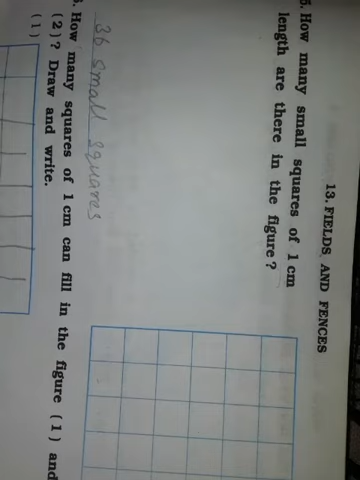 13. FIELDS AND FENCES
5. How many small squares of 1 cm
length are there in the figure?
36 small squares
6. How many squares of 1 cm can fill in the figure (1) and
(2)? Draw and write.
(1)